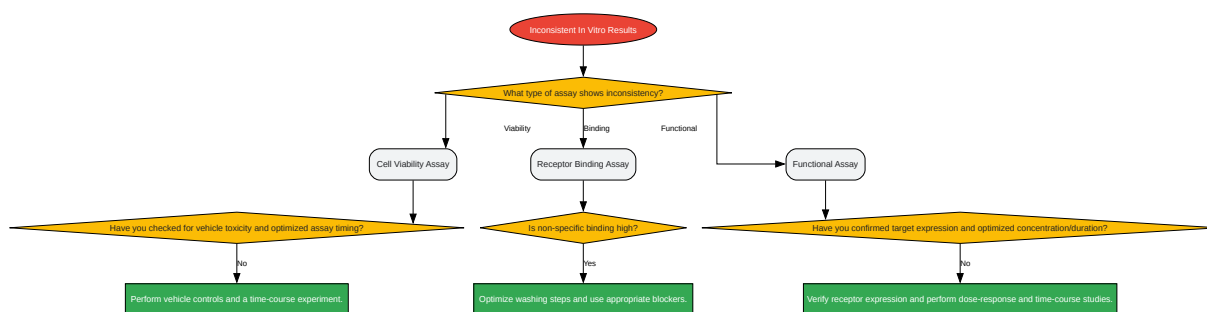 Inconsistent In Vitro Results
What type of assay shows inconsistency?
Viability
Binding
Functional
Cell Viability Assay
Receptor Binding Assay
Functional Assay
Have you checked for vehicle toxicity and optimized assay timing?
Is non-specific binding high?
Have you confirmed target expression and optimized concentration/duration?
No
Yes
No
Perform vehicle controls and a time-course experiment.
Optimize washing steps and use appropriate blockers.
Verify receptor expression and perform dose-response and time-course studies.